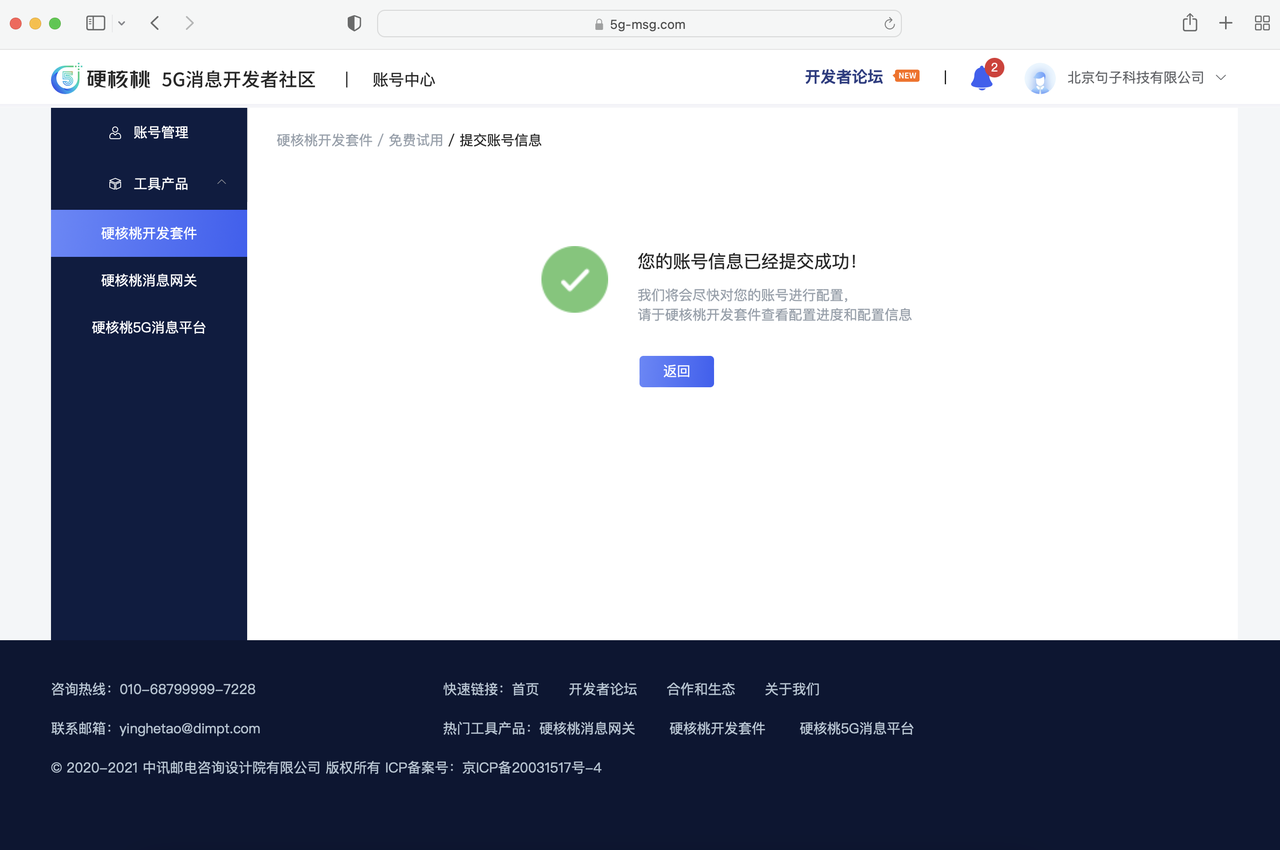 5g-msg.com
硬核桃 5G消息开发者社区 | 账号中心
开发者论坛 NEW | 2 北京句子科技有限公司
账号管理
工具产品
硬核桃开发套件
硬核桃消息网关
硬核桃5G消息平台
硬核桃开发套件 / 免费试用 / 提交账号信息
您的账号信息已经提交成功！
我们将会尽快对您的账号进行配置，
请于硬核桃开发套件查看配置进度和配置信息
返回
咨询热线：010-68799999-7228
快速链接：首页 开发者论坛 合作和生态 关于我们
联系邮箱：yinghetao@dimpt.com
热门工具产品：硬核桃消息网关 硬核桃开发套件 硬核桃5G消息平台
© 2020-2021 中讯邮电咨询设计院有限公司 版权所有 ICP备案号：京ICP备20031517号-4